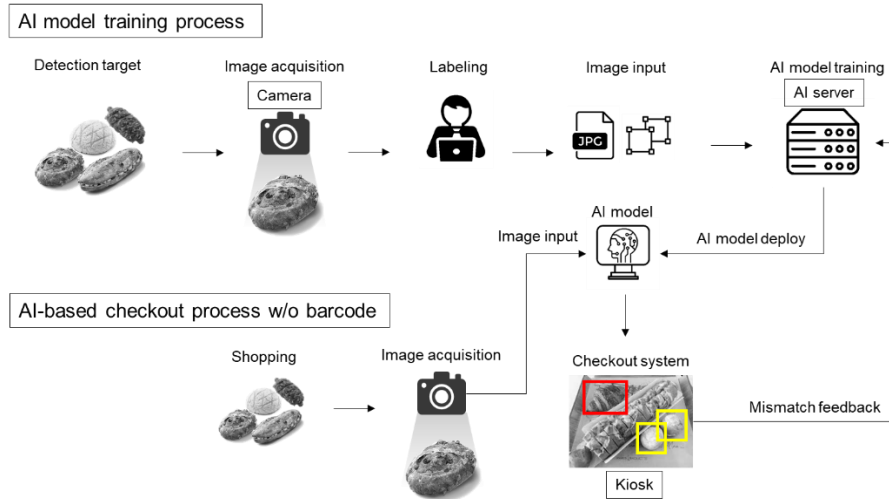 AI model training process
Detection target
Image acquisition
Camera
Labeling
Image input
JPG
AI model training
AI server
AI model
Image input
AI model deploy
AI-based checkout process w/o barcode
Shopping
Image acquisition
Checkout system
Mismatch feedback
Kiosk